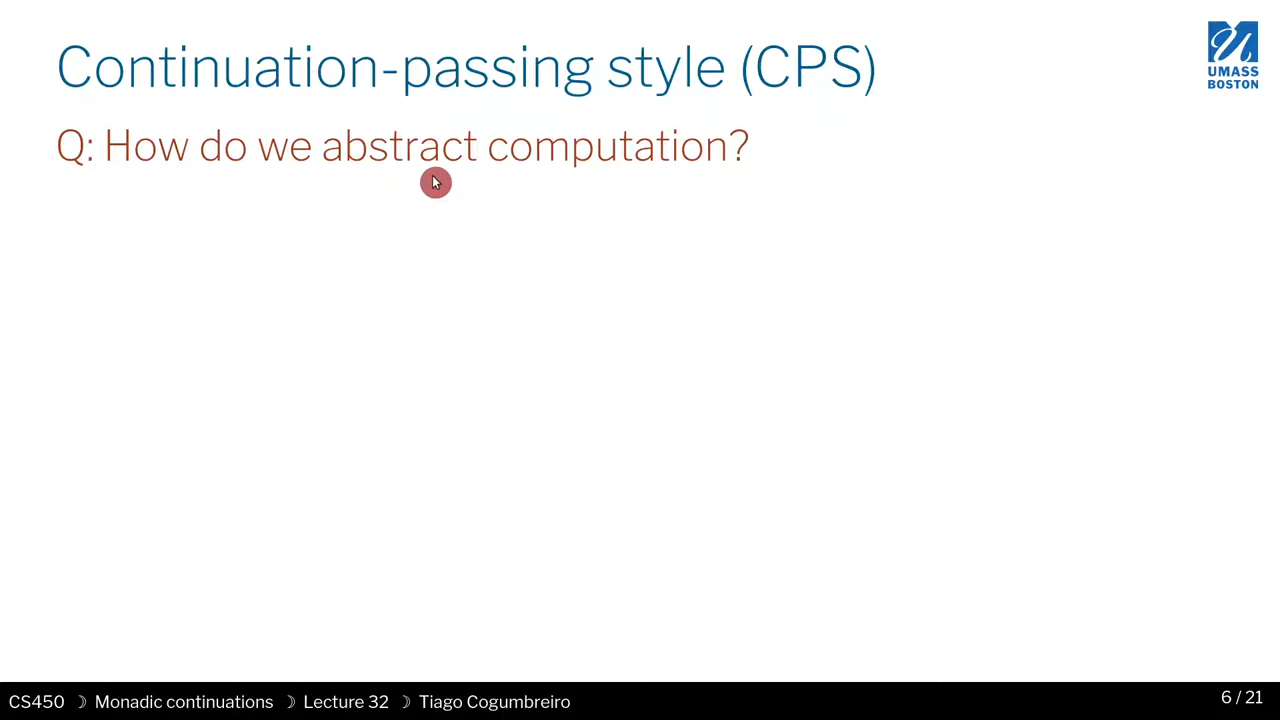 Continuation-passing style (CPS)
UMASS
BOSTON
Q: How do we abstract computation?
CS450 ☽ Monadic continuations ☽ Lecture 32 ☽ Tiago Cogumbreiro
6 / 21